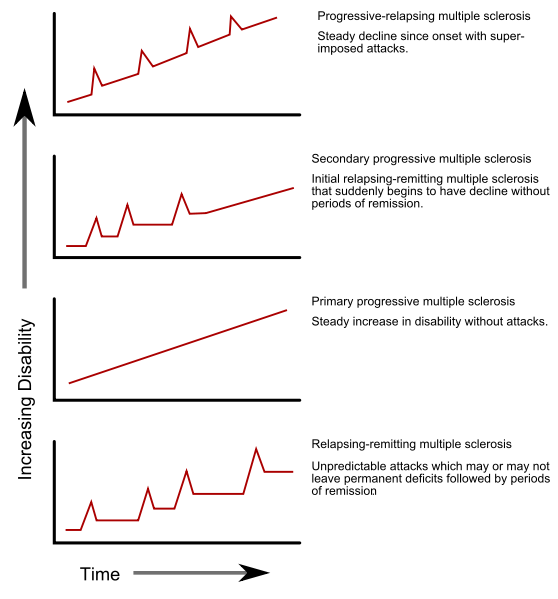 Progressive-relapsing multiple sclerosis
Steady decline since onset with super-
imposed attacks.
Secondary progressive multiple sclerosis
Initial relapsing-remitting multiple sclerosis
that suddenly begins to have decline without
periods of remission.
Primary progressive multiple sclerosis
Steady increase in disability without attacks.
Relapsing-remitting multiple sclerosis
Unpredictable attacks which may or may not
leave permanent deficits followed by periods
of remission
Increasing Disability
Time